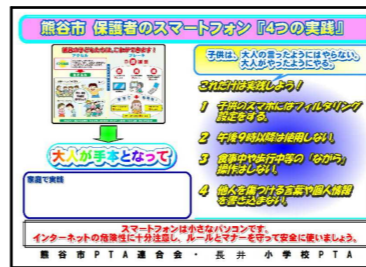 熊谷市 保護者のスマートフォン『4つの実践』
子供は、大人の言ったようにはやらない、
大人がやったようにやる。
これだけは実践しよう！
1 子供のスマホにはフィルタリング
設定をする。
2 午後9時以降は使用しない。
3 食事中や歩行中等の「ながら」
操作をしない。
4 他人を傷つける言葉や個人情報
を書き込まない。
大人が手本となって
家庭で実践
スマートフォンは小さなパソコンです。
インターネットの危険性に十分注意し、ルールとマナーを守って安全に使いましょう。
熊谷市PTA連合会・長井小学校PTA